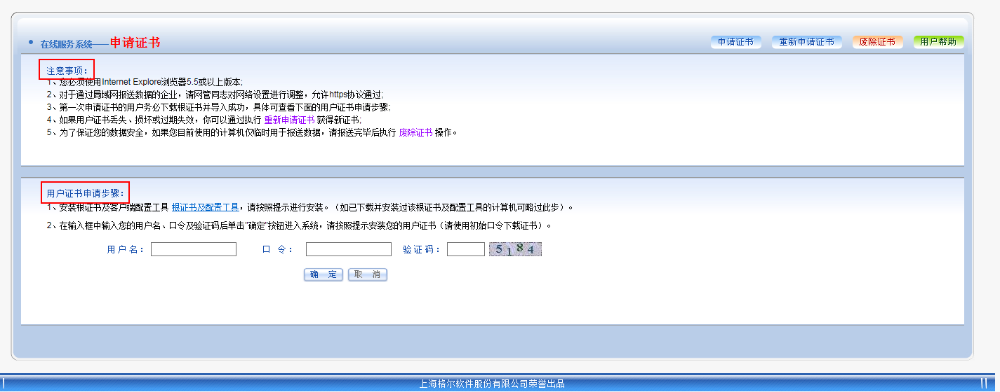 在线服务系统——申请证书
申请证书
重新申请证书
废除证书
用户帮助
注意事项：
1、您必须使用Internet Explore浏览器5.5或以上版本;
2、对于通过局域网报送数据的企业，请网管同志对网络设置进行调整，允许https协议通过;
3、第一次申请证书的用户务必下载根证书并导入成功，具体可查看下面的用户证书申请步骤;
4、如果用户证书丢失、损坏或过期失效，你可以通过执行 重新申请证书 获得新证书;
5、为了保证您的数据安全，如果您目前使用的计算机仅临时用于报送数据，请报送完毕后执行 废除证书 操作。
用户证书申请步骤：
1、安装根证书及客户端配置工具 根证书及配置工具，请按照提示进行安装。（如已下载并安装过该根证书及配置工具的计算机可略过此步）。
2、在输入框中输入您的用户名、口令及验证码后单击"确定"按钮进入系统，请按照提示安装您的用户证书（请使用初始口令下载证书）。
用户名： 口 令： 验证码： 5184
确 定 取 消
上海格尔软件股份有限公司荣誉出品